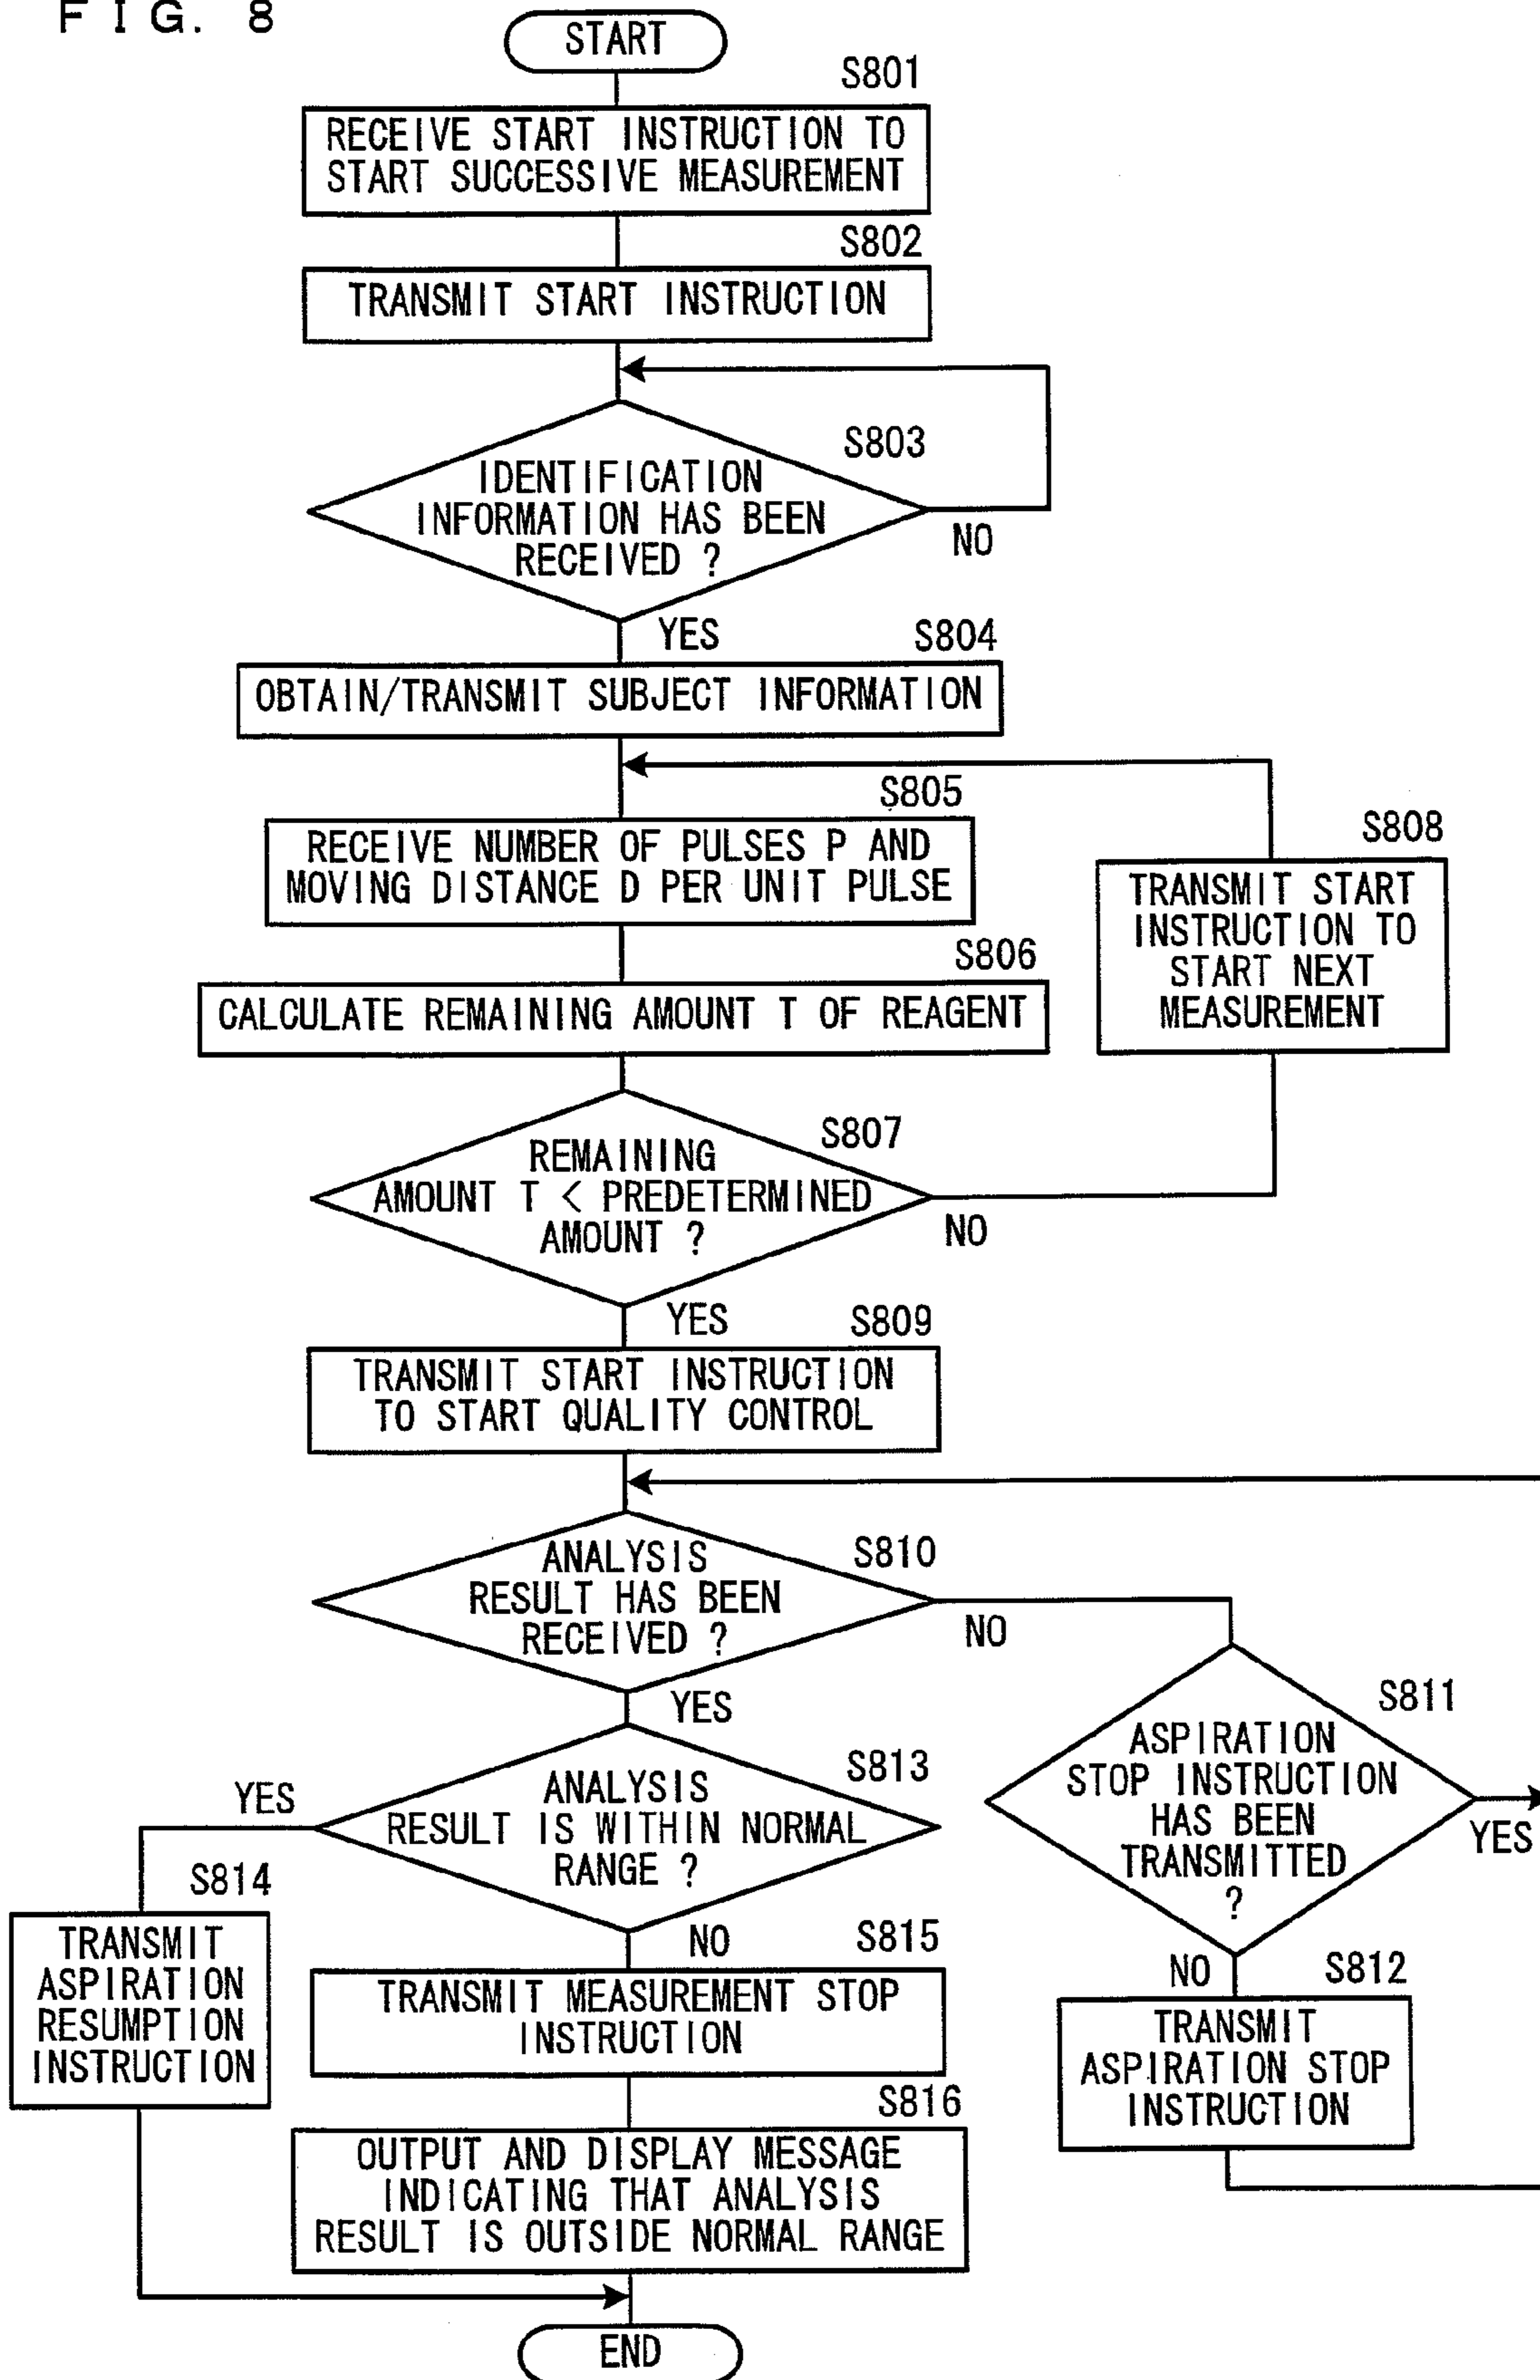 FIG. 8
START
S801
RECEIVE START INSTRUCTION TO
START SUCCESSIVE MEASUREMENT
S802
TRANSMIT START INSTRUCTION
S803
IDENTIFICATION
INFORMATION HAS BEEN
RECEIVED ?
NO
YES
S804
OBTAIN/TRANSMIT SUBJECT INFORMATION
S805
RECEIVE NUMBER OF PULSES P AND
MOVING DISTANCE D PER UNIT PULSE
S808
TRANSMIT START
INSTRUCTION TO
START NEXT
MEASUREMENT
S806
CALCULATE REMAINING AMOUNT T OF REAGENT
S807
REMAINING
AMOUNT T < PREDETERMINED
AMOUNT ?
NO
YES
S809
TRANSMIT START INSTRUCTION
TO START QUALITY CONTROL
S810
ANALYSIS
RESULT HAS BEEN
RECEIVED ?
NO
YES
S811
ASPIRATION
STOP INSTRUCTION
HAS BEEN
TRANSMITTED
?
YES
NO
S812
TRANSMIT
ASPIRATION STOP
INSTRUCTION
S813
ANALYSIS
RESULT IS WITHIN NORMAL
RANGE ?
YES
S814
TRANSMIT
ASPIRATION
RESUMPTION
INSTRUCTION
NO
S815
TRANSMIT MEASUREMENT STOP
INSTRUCTION
S816
OUTPUT AND DISPLAY MESSAGE
INDICATING THAT ANALYSIS
RESULT IS OUTSIDE NORMAL RANGE
END